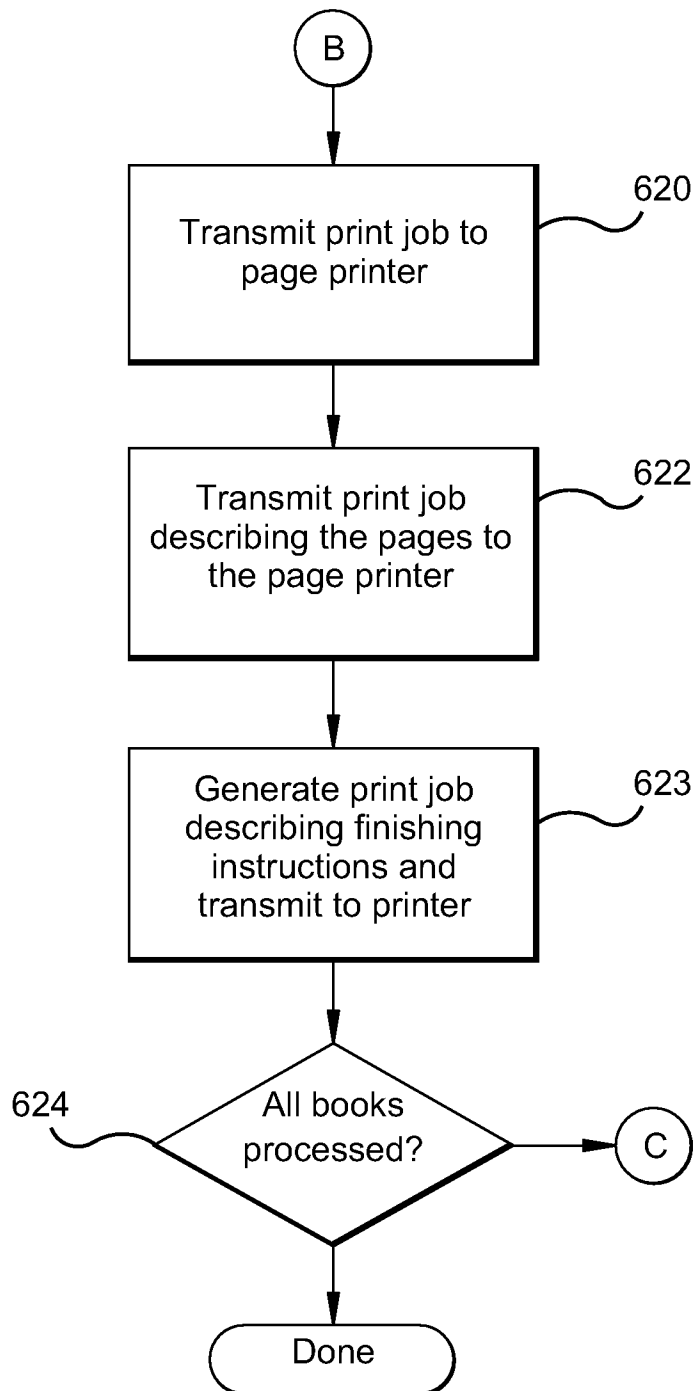 B
620
Transmit print job to
page printer
622
Transmit print job
describing the pages to
the page printer
623
Generate print job
describing finishing
instructions and
transmit to printer
624
All books
processed?
C
Done